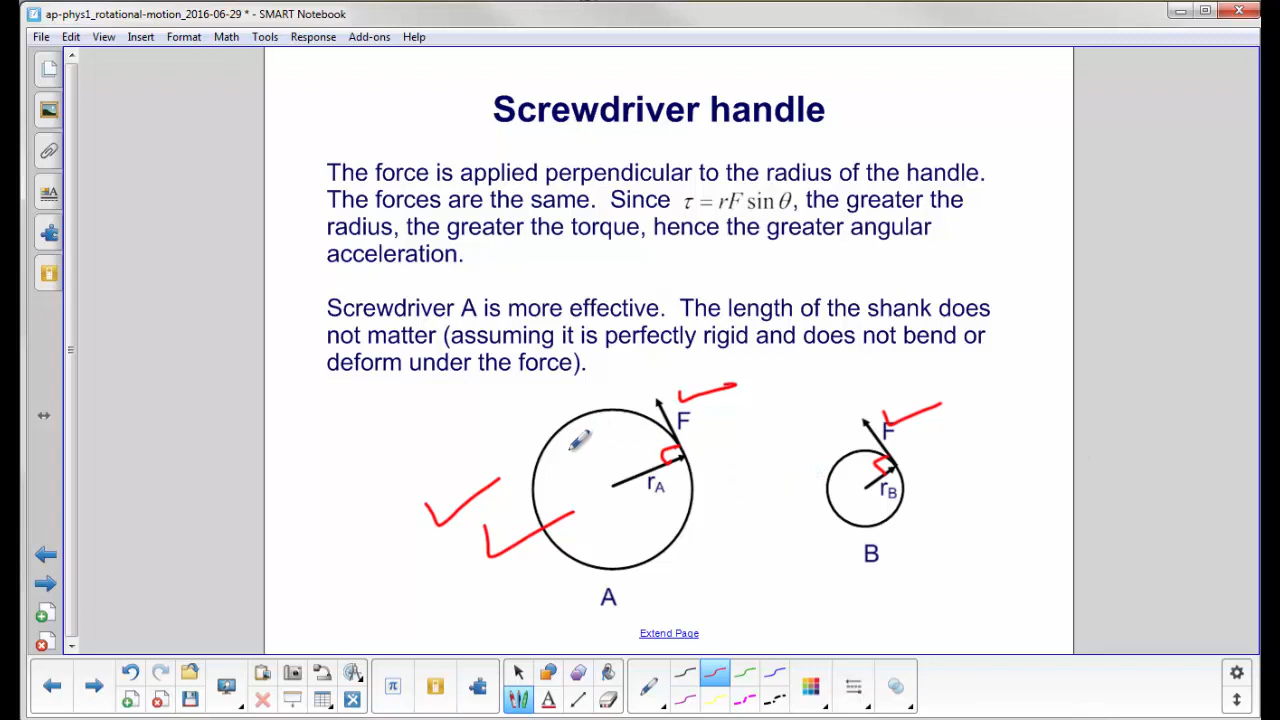 ap-phys1_rotational-motion_2016-06-29 * - SMART Notebook
File Edit View Insert Format Math Tools Response Add-ons Help
Screwdriver handle
The force is applied perpendicular to the radius of the handle.
The forces are the same. Since τ = rF sin θ, the greater the
radius, the greater the torque, hence the greater angular
acceleration.
Screwdriver A is more effective. The length of the shank does
not matter (assuming it is perfectly rigid and does not bend or
deform under the force).
F
F
rA
rB
B
A
Extend Page